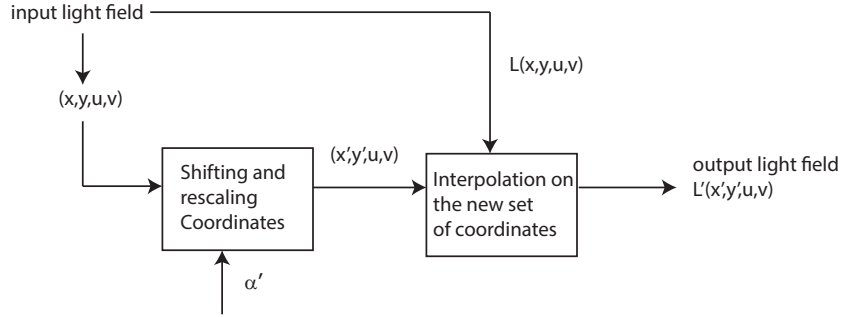 input light field
L(x,y,u,v)
(x,y,u,v)
Shifting and
rescaling
Coordinates
(x',y',u,v)
Interpolation on
the new set
of coordinates
output light field
L'(x',y',u,v)
α'